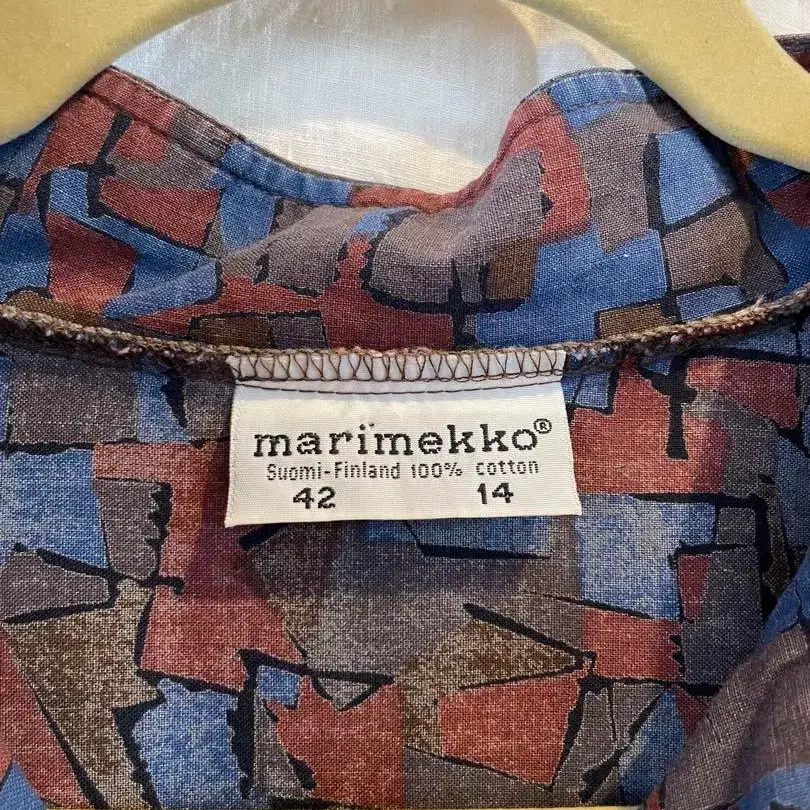 marimekko®
Suomi-Finland 100% cotton
42 14